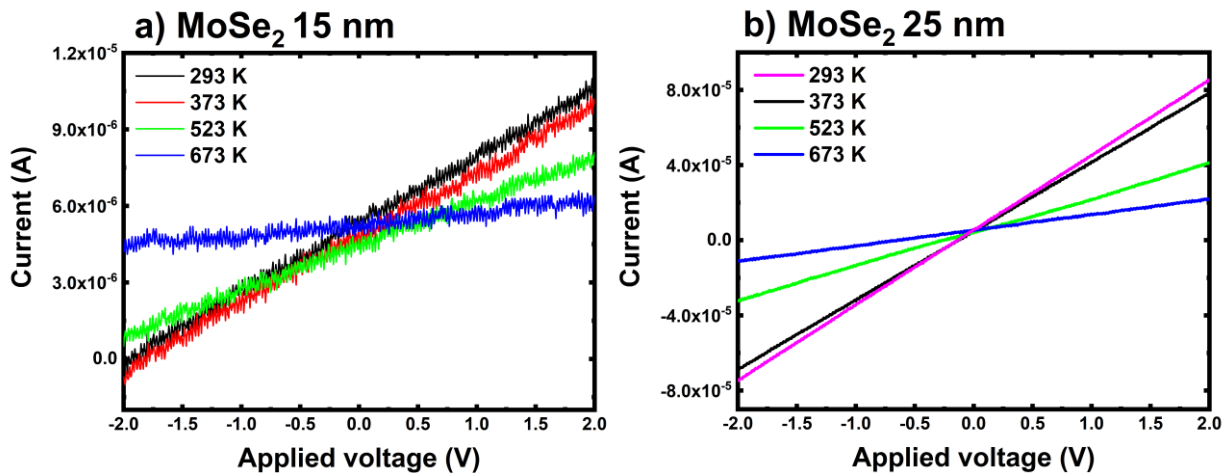 a) MoSe₂ 15 nm
Current (A)
1.2x10⁻⁵
9.0x10⁻⁶
6.0x10⁻⁶
3.0x10⁻⁶
0.0
293 K
373 K
523 K
673 K
-2.0 -1.5 -1.0 -0.5 0.0 0.5 1.0 1.5 2.0
Applied voltage (V)
b) MoSe₂ 25 nm
Current (A)
8.0x10⁻⁵
4.0x10⁻⁵
0.0
-4.0x10⁻⁵
-8.0x10⁻⁵
293 K
373 K
523 K
673 K
-2.0 -1.5 -1.0 -0.5 0.0 0.5 1.0 1.5 2.0
Applied voltage (V)